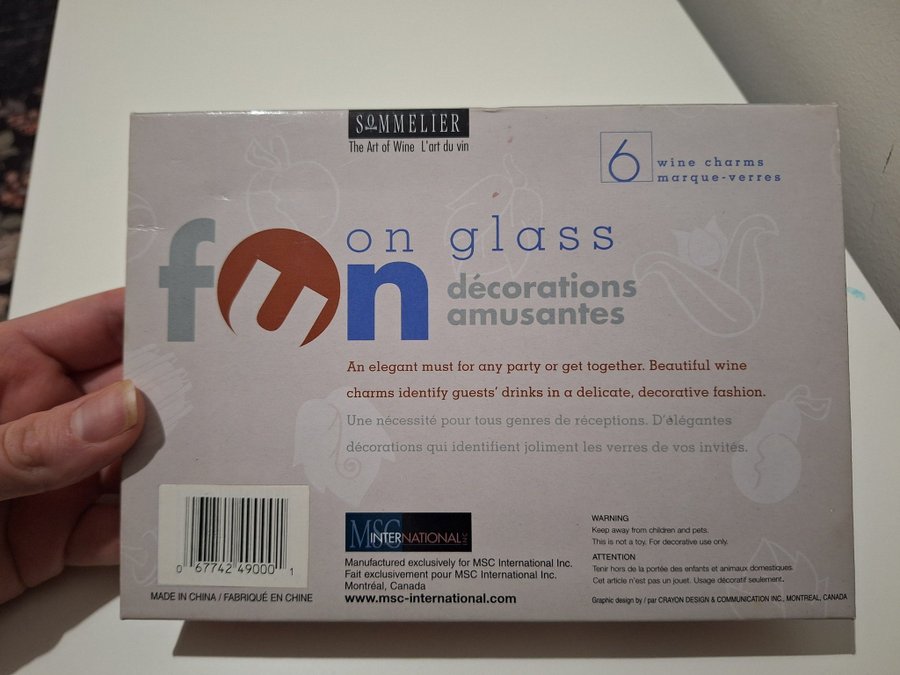 SOMMELIER
The Art of Wine L'art du vin
6 wine charms
marque-verres
fun on glass
décorations
amusantes
An elegant must for any party or get together. Beautiful wine
charms identify guests' drinks in a delicate, decorative fashion.
Une nécessité pour tous genres de réceptions. D'élégantes
décorations qui identifient joliment les verres de vos invités.
0 67742 49000 1
MADE IN CHINA / FABRIQUÉ EN CHINE
MSC INTERNATIONAL INC
Manufactured exclusively for MSC International Inc.
Fait exclusivement pour MSC International Inc.
Montréal, Canada
www.msc-international.com
WARNING
Keep away from children and pets.
This is not a toy. For decorative use only.
ATTENTION
Tenir hors de la portée des enfants et animaux domestiques.
Cet article n'est pas un jouet. Usage décoratif seulement.
Graphic design by / par CRAYON DESIGN & COMMUNICATION INC., MONTREAL, CANADA